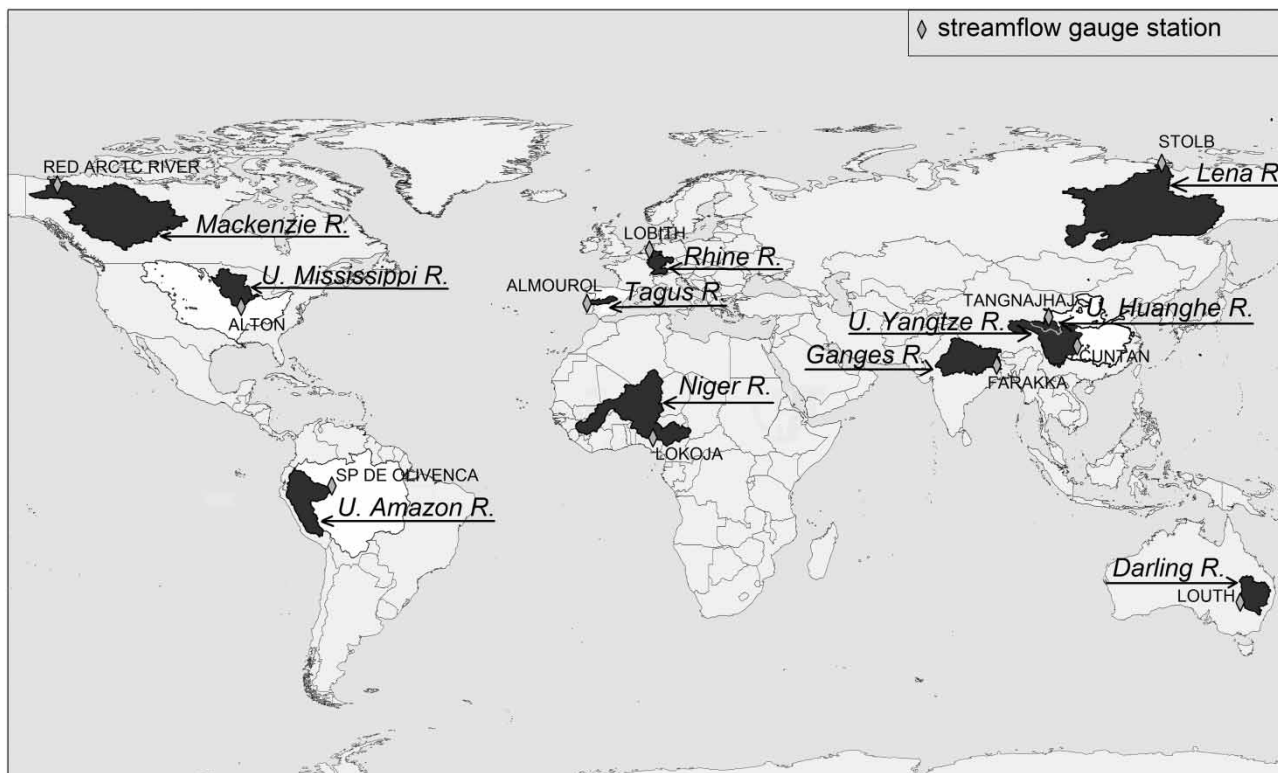 streamflow gauge station
STOLB
RED ARCTC RIVER
Lena R
Mackenzie R.
LOBITH
Rhine R.
U. Mississippi R.
ALMOUROL
Tagus R.
TANGNAJHAJSJ
U. Huanghe R.
ALTON
U. Yangtze R.
Ganges R.
CUNTAN
FARAKKA
Niger R.
LOKOJA
SP DE OLIVENCA
U. Amazon R.
Darling R.
LOUTH